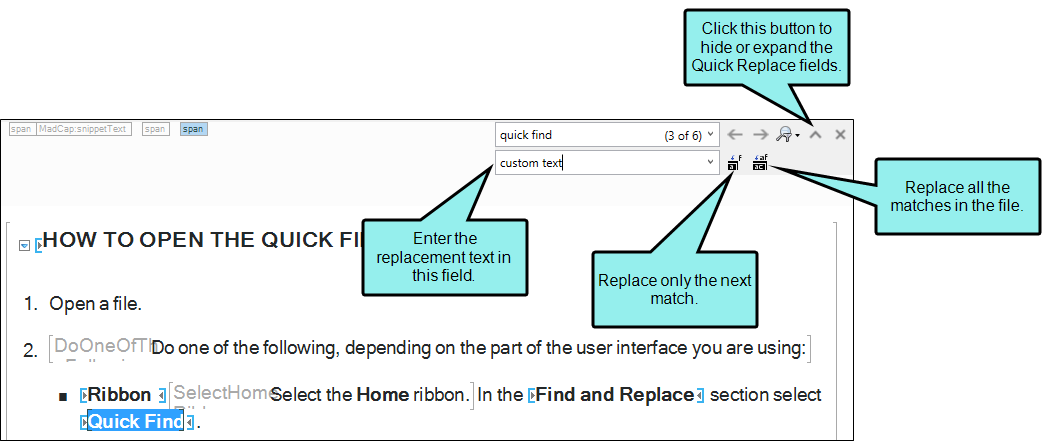 Click this button to
hide or expand the
Quick Replace fields.
span MadCap:snippetText span span
quick find (3 of 6)
custom text
Replace all the
matches in the file.
Enter the
replacement text in
this field.
Replace only the next
match.
HOW TO OPEN THE QUICK FI
1. Open a file.
2. DoOneOfTh Do one of the following, depending on the part of the user interface you are using:
Ribbon SelectHome Select the Home ribbon. In the Find and Replace section select
Quick Find .